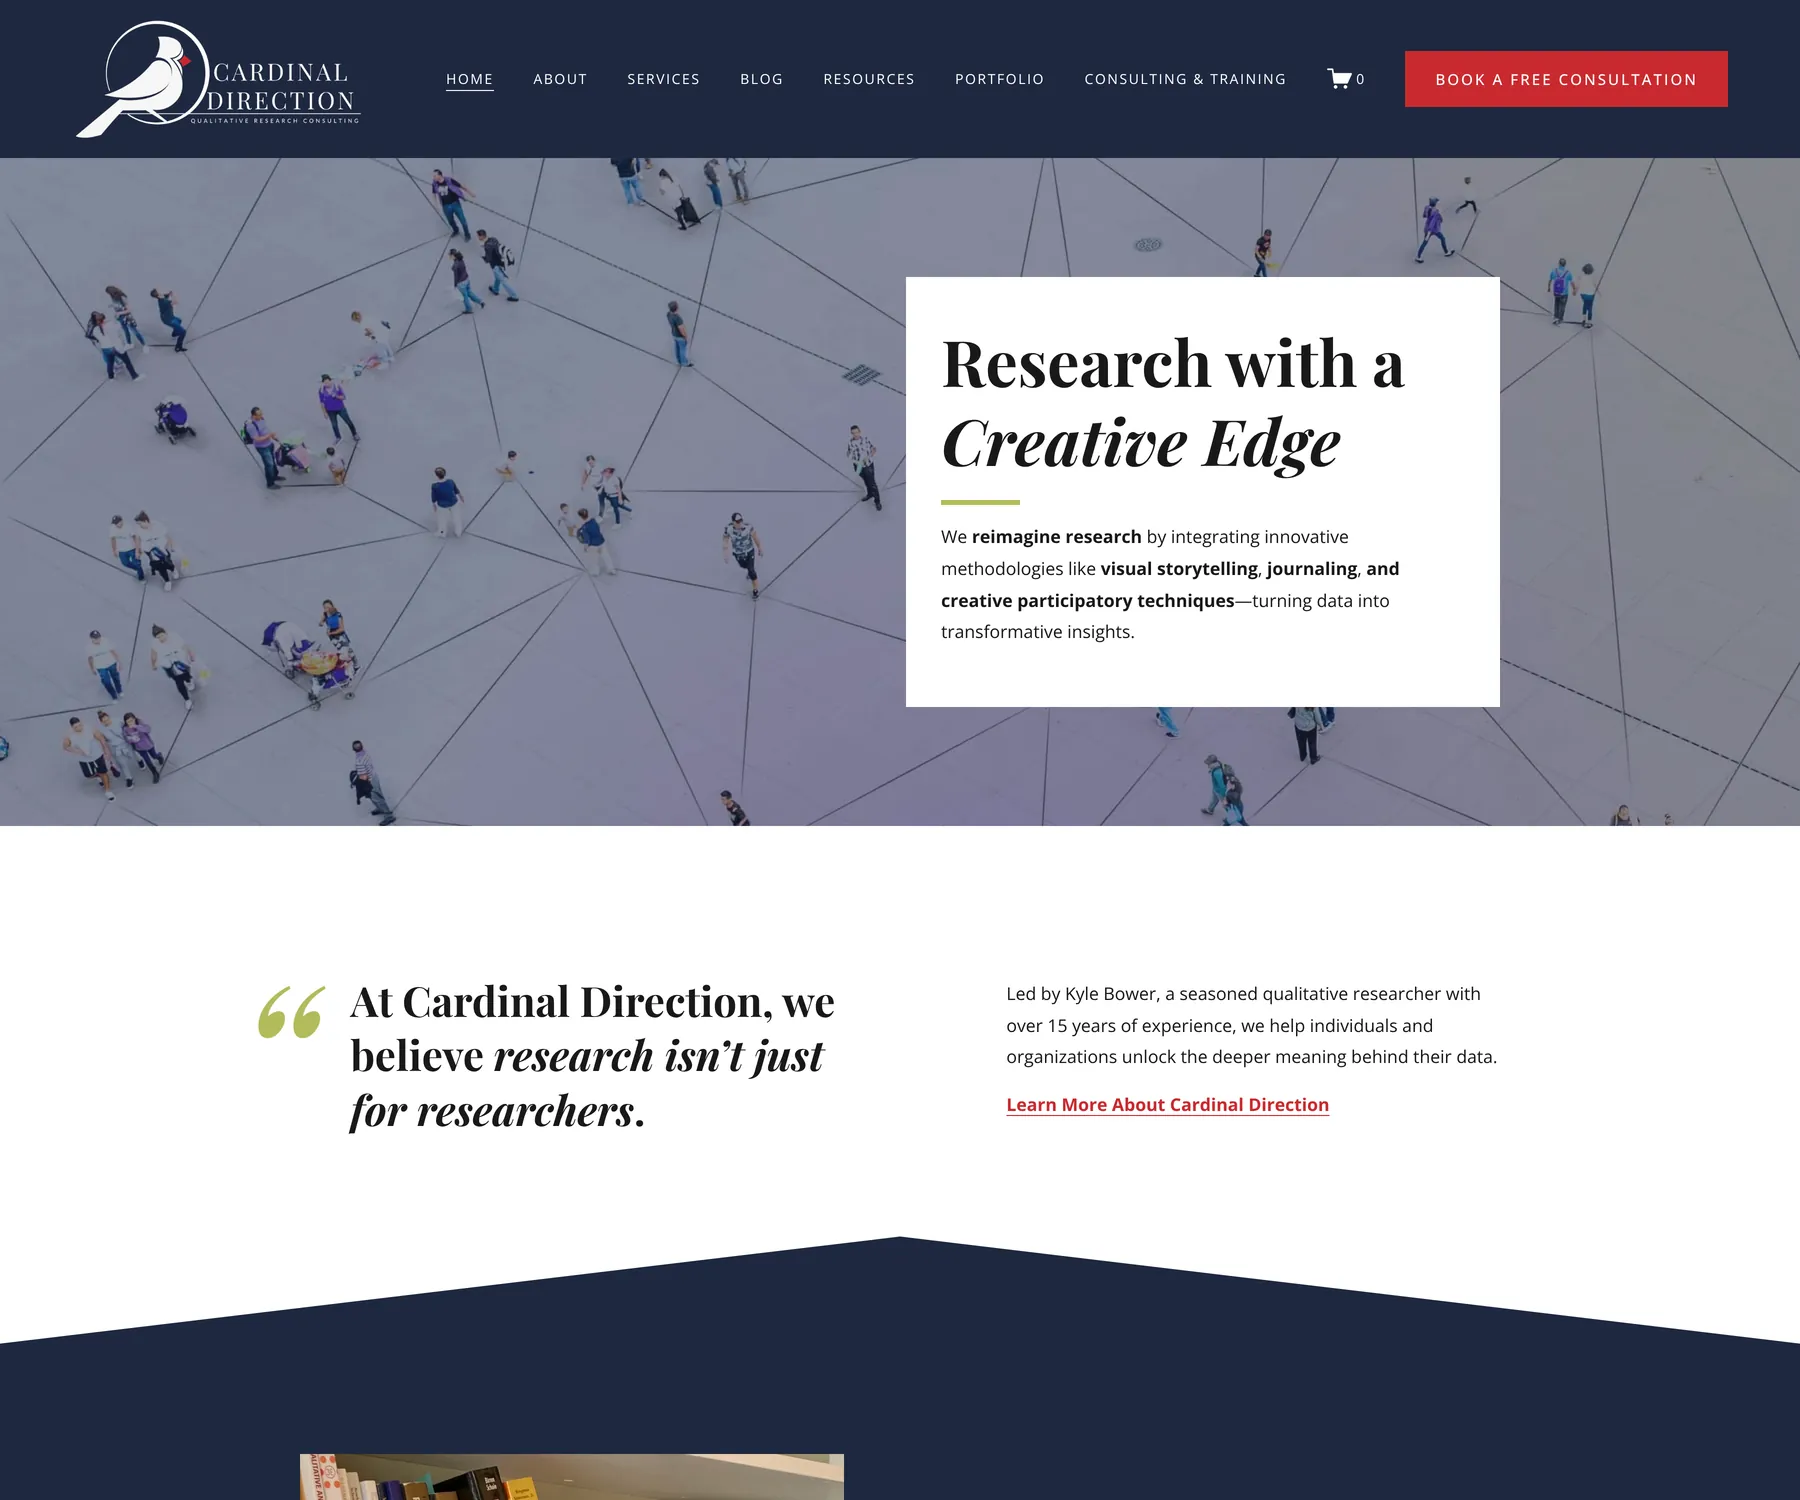 CARDINAL
DIRECTION
QUALITATIVE RESEARCH CONSULTING
HOME ABOUT SERVICES BLOG RESOURCES PORTFOLIO CONSULTING & TRAINING 0 BOOK A FREE CONSULTATION
Research with a
Creative Edge
We reimagine research by integrating innovative
methodologies like visual storytelling, journaling, and
creative participatory techniques—turning data into
transformative insights.
“ At Cardinal Direction, we
believe research isn’t just
for researchers.
Led by Kyle Bower, a seasoned qualitative researcher with
over 15 years of experience, we help individuals and
organizations unlock the deeper meaning behind their data.
Learn More About Cardinal Direction